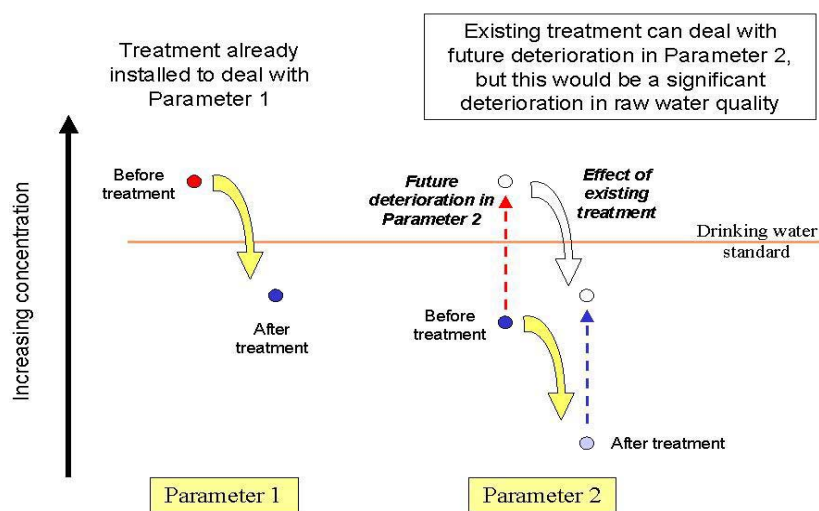 Treatment already
installed to deal with
Parameter 1
Existing treatment can deal with
future deterioration in Parameter 2,
but this would be a significant
deterioration in raw water quality
Increasing concentration
Before
treatment
After
treatment
Future
deterioration in
Parameter 2
Effect of
existing
treatment
Drinking water
standard
Before
treatment
After treatment
Parameter 1
Parameter 2